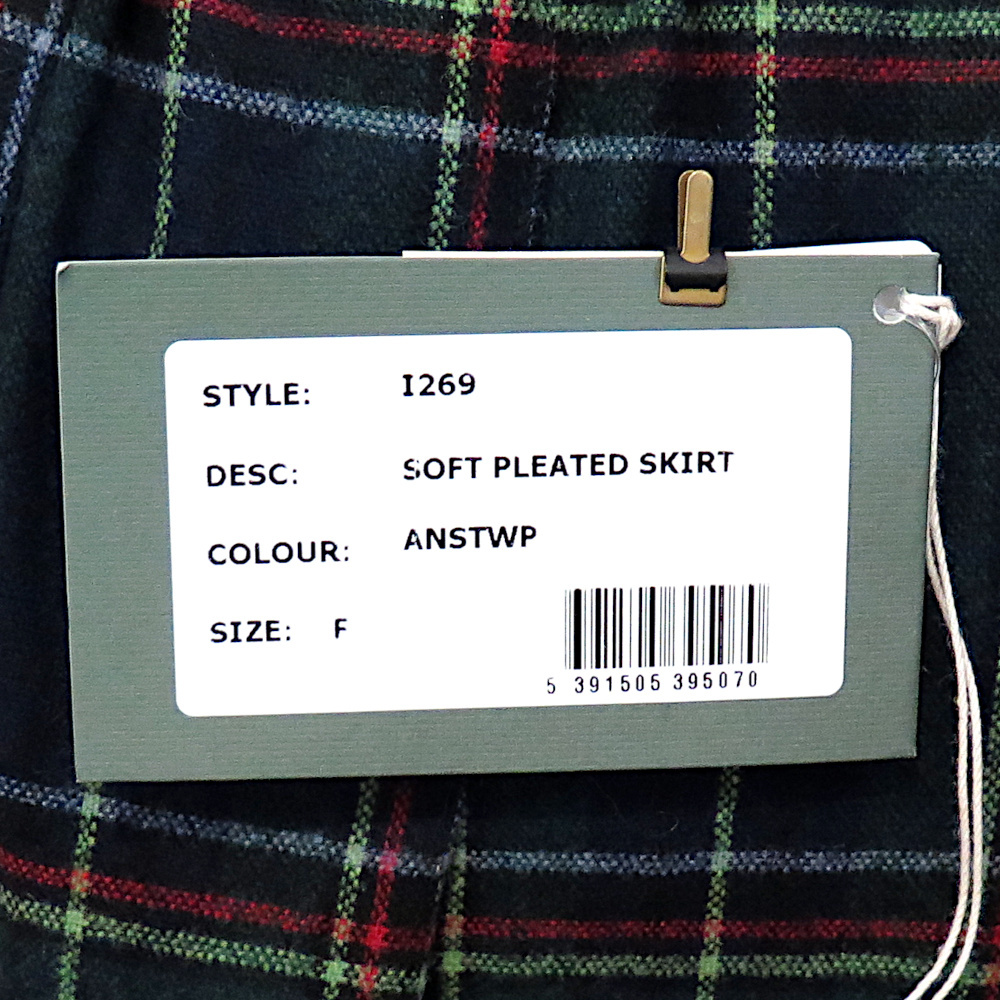 STYLE: I269
DESC: SOFT PLEATED SKIRT
COLOUR: ANSTWP
SIZE: F
5 391505 395070